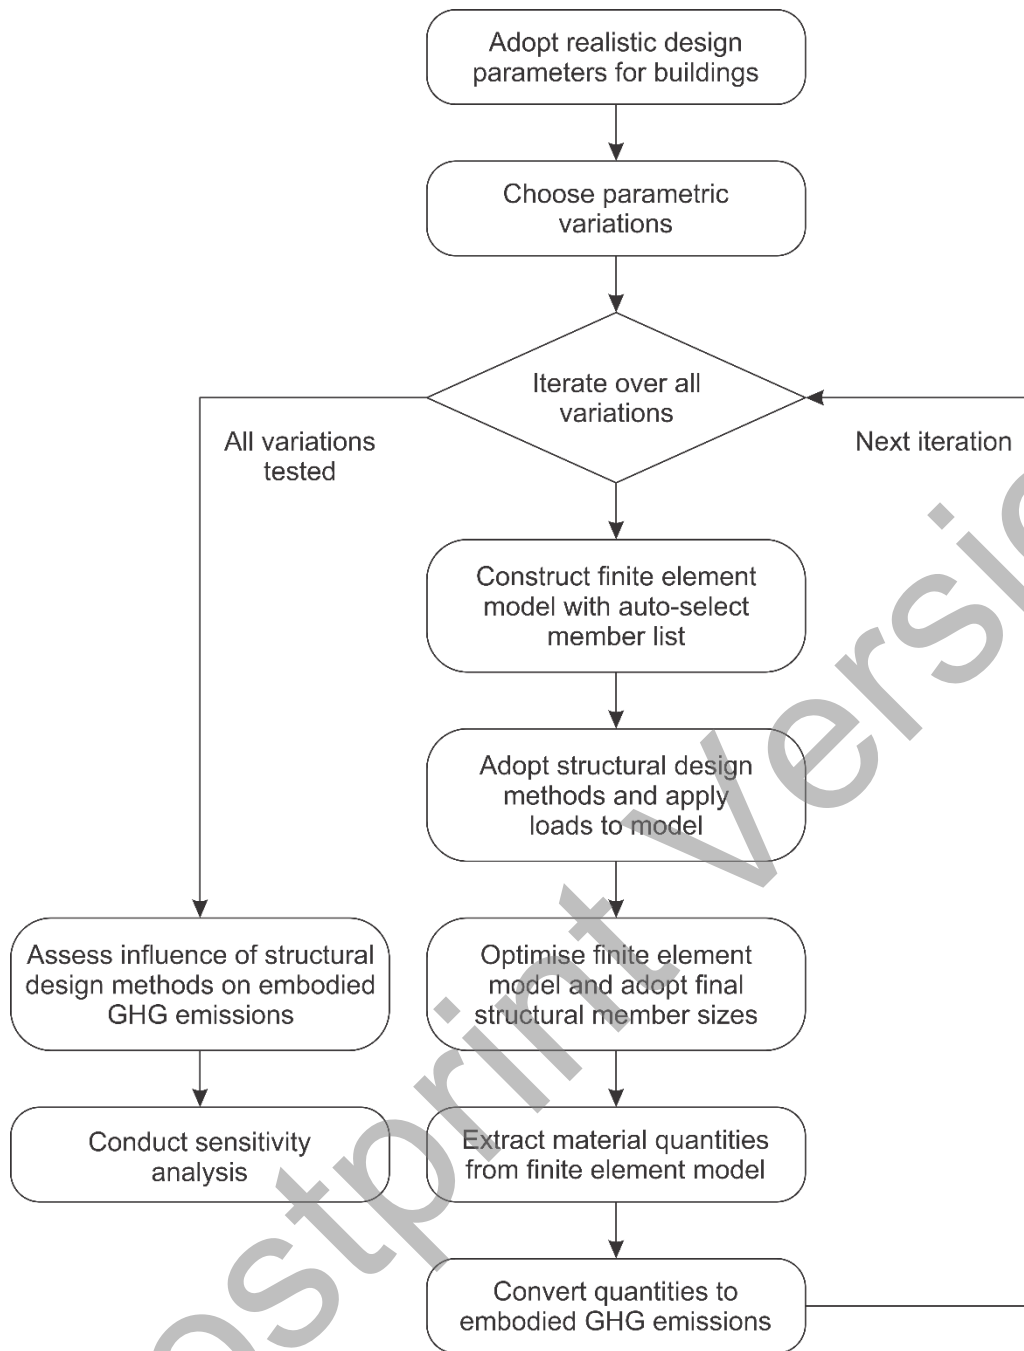 Adopt realistic design
parameters for buildings
Choose parametric
variations
Iterate over all
variations
All variations
tested
Next iteration
Construct finite element
model with auto-select
member list
Adopt structural design
methods and apply
loads to model
Assess influence of structural
design methods on embodied
GHG emissions
Optimise finite element
model and adopt final
structural member sizes
Conduct sensitivity
analysis
Extract material quantities
from finite element model
Convert quantities to
embodied GHG emissions
ostprint Versi